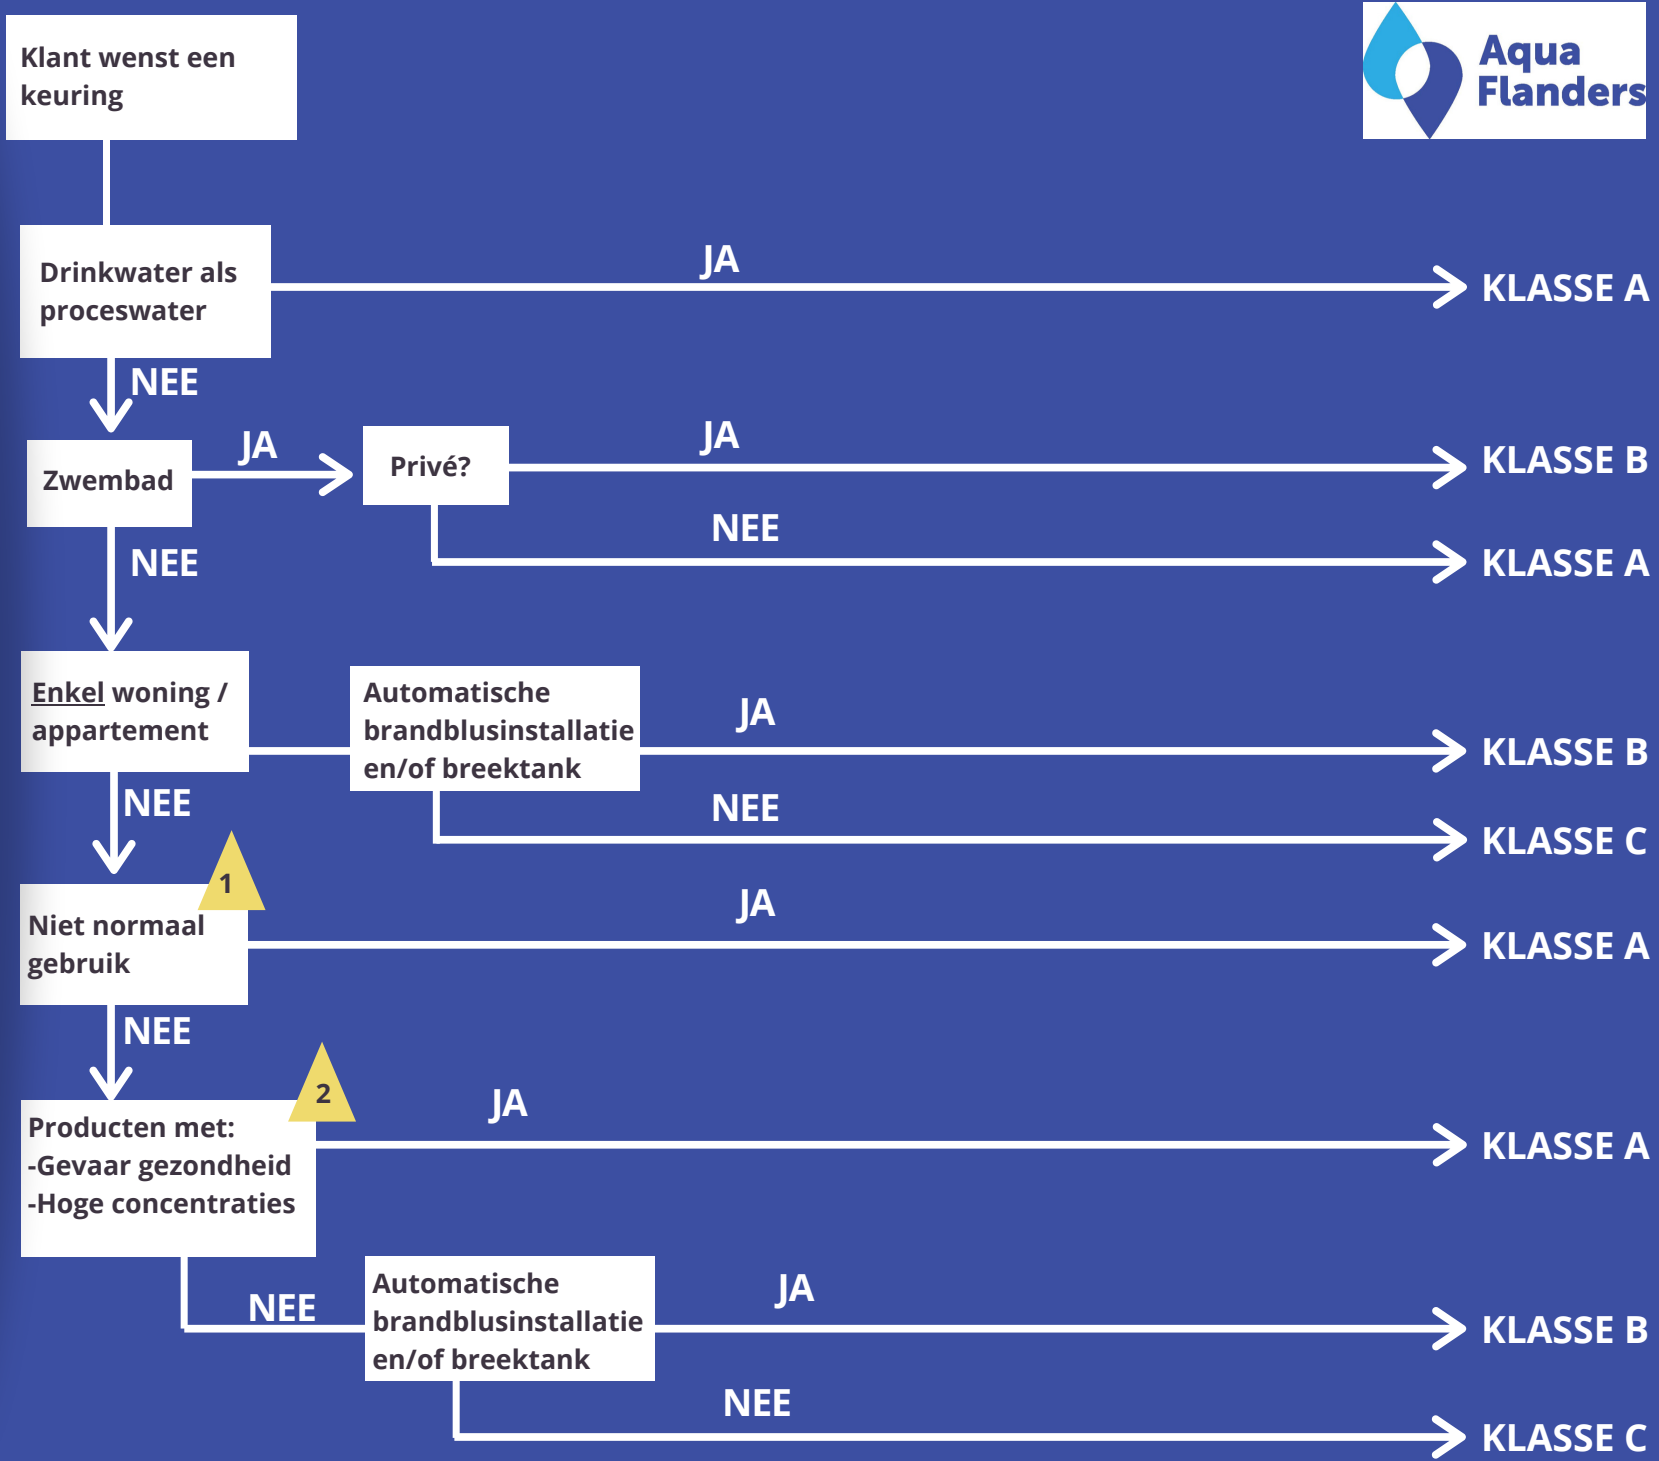 Klant wenst een
keuring
Aqua
Flanders
Drinkwater als
proceswater
JA
KLASSE A
NEE
Zwembad
JA
Privé?
JA
KLASSE B
NEE
KLASSE A
NEE
Enkel woning /
appartement
Automatische
brandblusinstallatie
en/of breektank
JA
KLASSE B
NEE
KLASSE C
NEE
1
Niet normaal
gebruik
JA
KLASSE A
NEE
2
Producten met:
-Gevaar gezondheid
-Hoge concentraties
JA
KLASSE A
NEE
Automatische
brandblusinstallatie
en/of breektank
JA
KLASSE B
NEE
KLASSE C